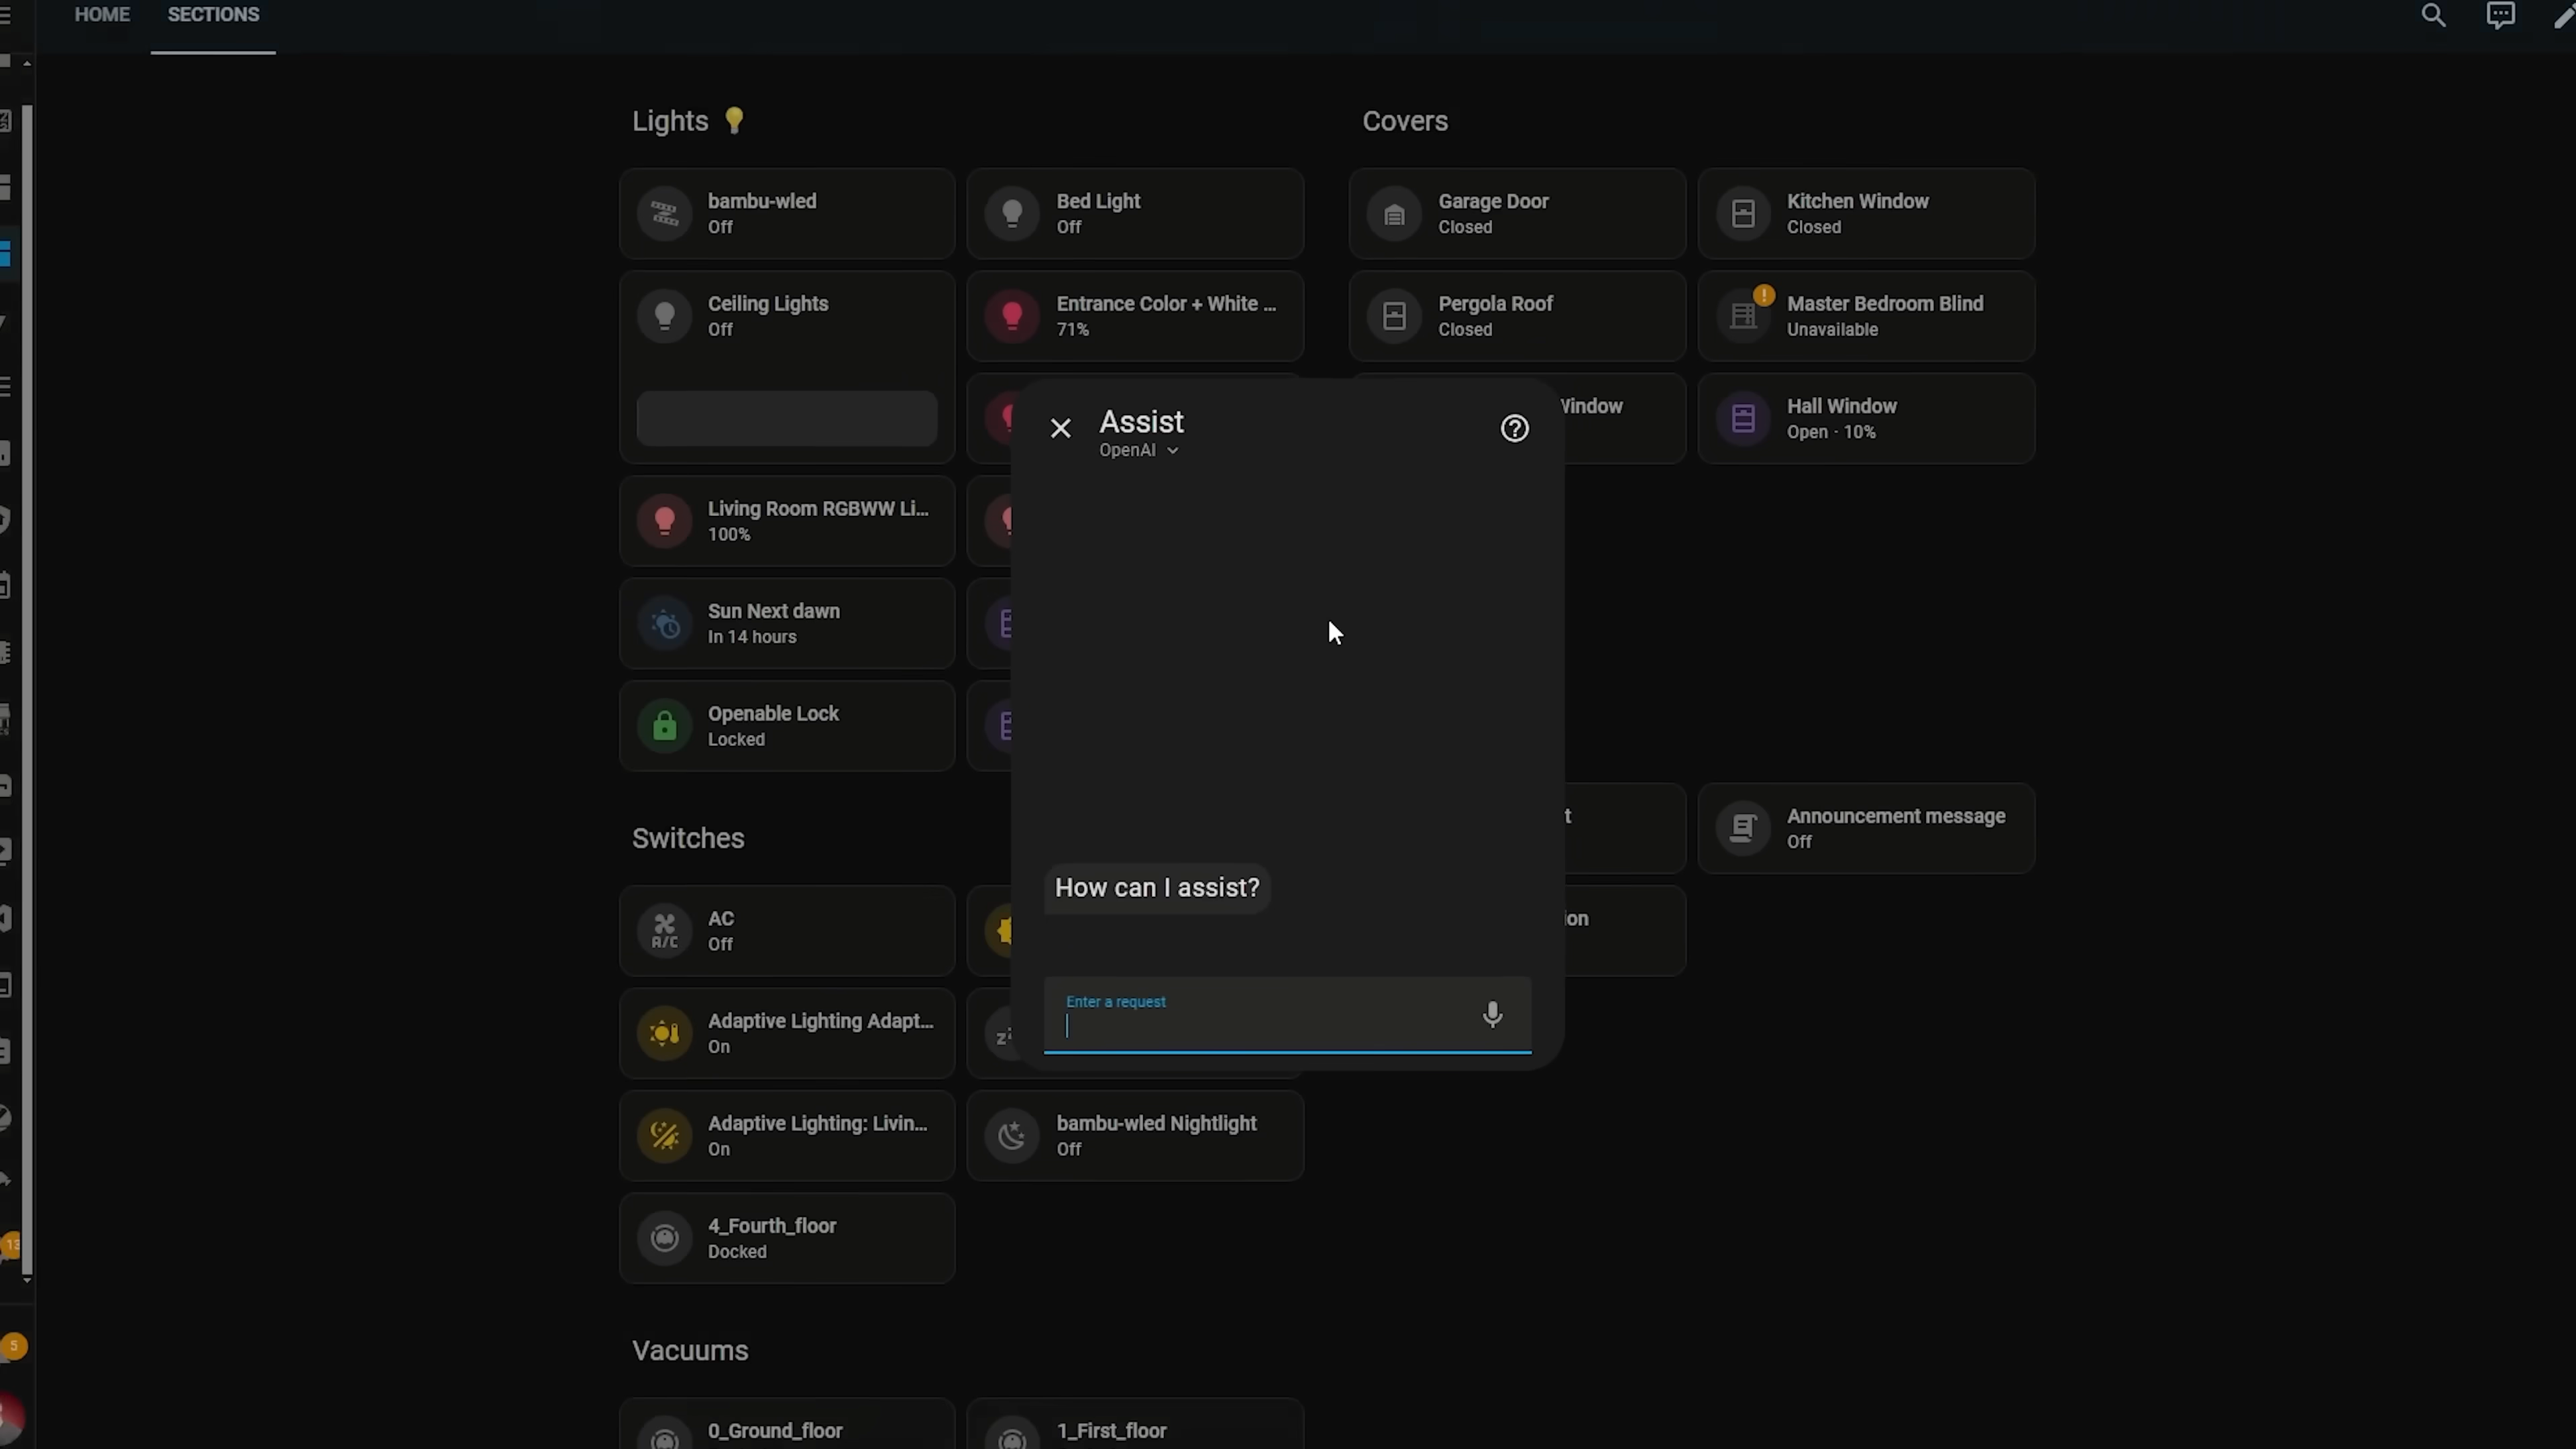 HOME
SECTIONS
Lights
bambu-wled
Off
Bed Light
Off
Ceiling Lights
Off
Entrance Color + White ...
71%
Living Room RGBWW Li...
100%
Sun Next dawn
In 14 hours
Openable Lock
Locked
Covers
Garage Door
Closed
Kitchen Window
Closed
Pergola Roof
Closed
Master Bedroom Blind
Unavailable
Window
Hall Window
Open · 10%
Assist
OpenAI
How can I assist?
Enter a request
Switches
AC
Off
A/C
Adaptive Lighting Adapt...
On
Adaptive Lighting: Livin...
On
bambu-wled Nightlight
Off
4_Fourth_floor
Docked
t
Announcement message
Off
ion
Vacuums
0_Ground_floor
1_First_floor
13
5